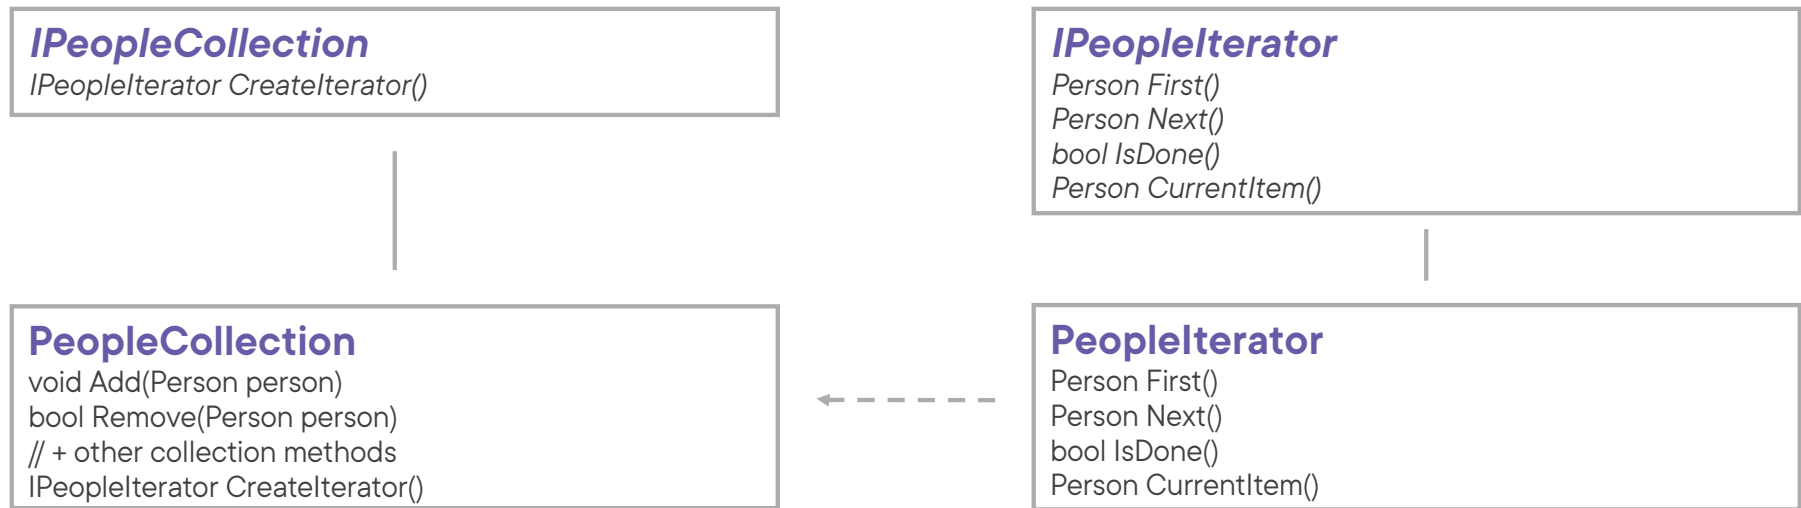 IPeopleCollection
IPeopleIterator CreateIterator()
IPeopleIterator
Person First()
Person Next()
bool IsDone()
Person CurrentItem()
PeopleCollection
void Add(Person person)
bool Remove(Person person)
// + other collection methods
IPeopleIterator CreateIterator()
PeopleIterator
Person First()
Person Next()
bool IsDone()
Person CurrentItem()